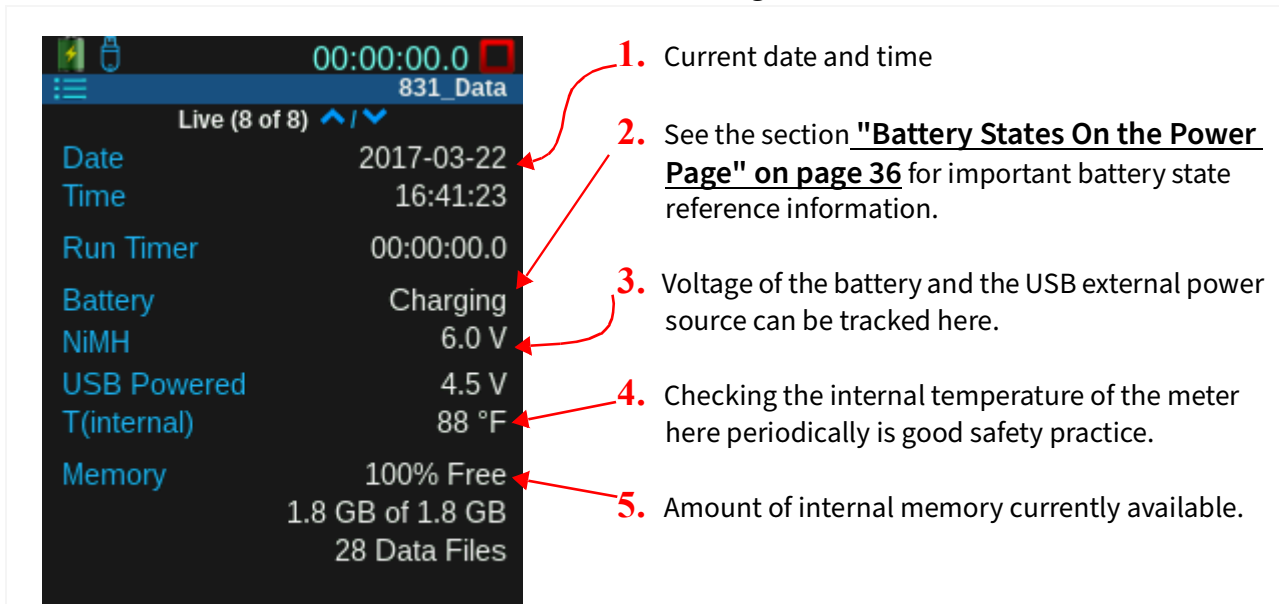 00:00:00.0
831_Data
Live (8 of 8) /
Date 2017-03-22
Time 16:41:23
Run Timer 00:00:00.0
Battery Charging
NiMH 6.0 V
USB Powered 4.5 V
T(internal) 88 °F
Memory 100% Free
1.8 GB of 1.8 GB
28 Data Files
1. Current date and time
2. See the section "Battery States On the Power
Page" on page 36 for important battery state
reference information.
3. Voltage of the battery and the USB external power
source can be tracked here.
4. Checking the internal temperature of the meter
here periodically is good safety practice.
5. Amount of internal memory currently available.